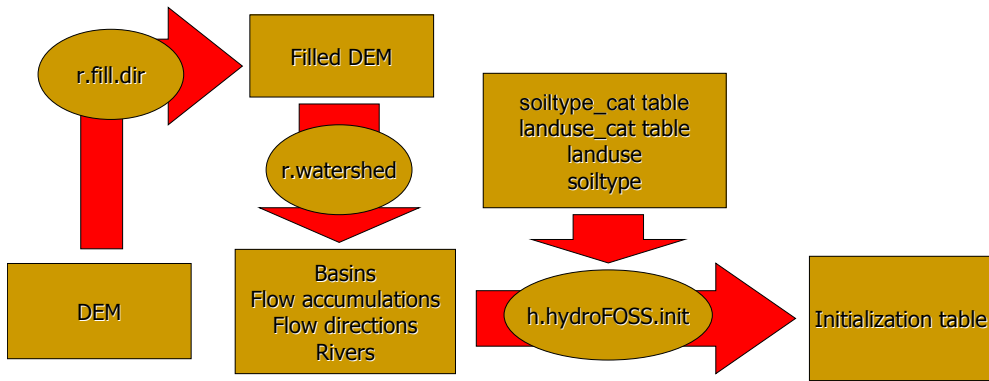 r.fill.dir
Filled DEM
r.watershed
DEM
Basins
Flow accumulations
Flow directions
Rivers
soiltype_cat table
landuse_cat table
landuse
soiltype
h.hydroFOSS.init
Initialization table